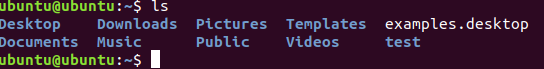 ubuntu@ubuntu:~$ ls
Desktop Downloads Pictures Templates examples.desktop
Documents Music Public Videos test
ubuntu@ubuntu:~$